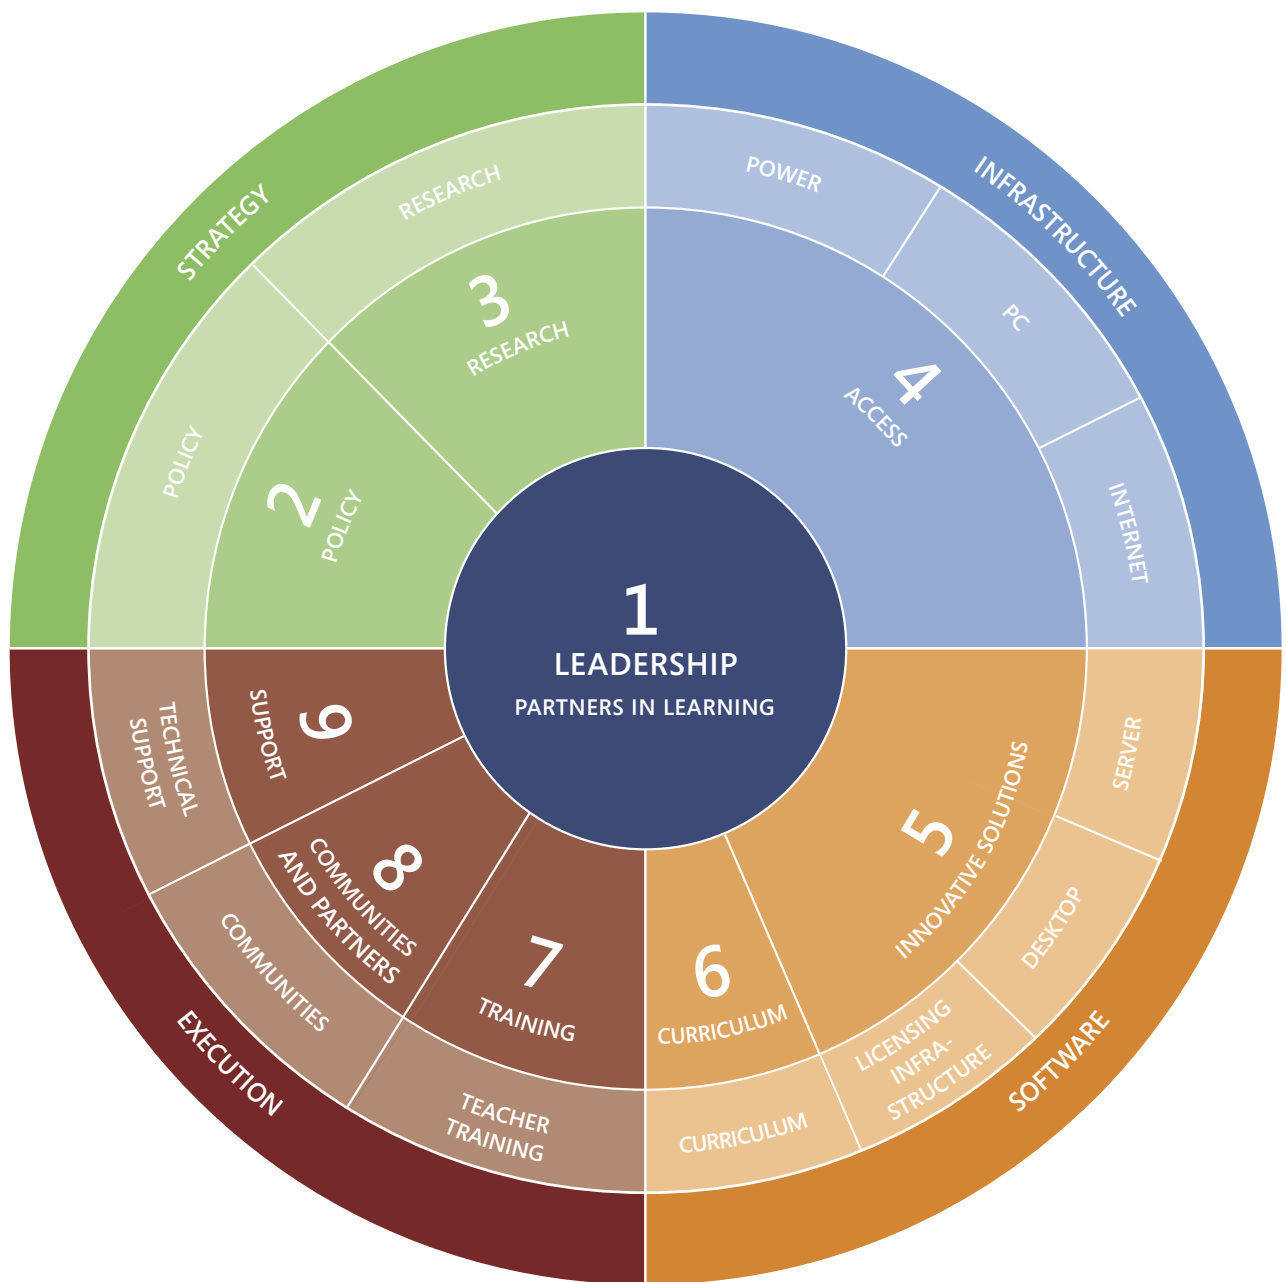 1
LEADERSHIP
PARTNERS IN LEARNING
STRATEGY
POLICY
2
POLICY
RESEARCH
3
RESEARCH
INFRASTRUCTURE
POWER
PC
INTERNET
4
ACCESS
SOFTWARE
SERVER
DESKTOP
LICENSING
INFRA-
STRUCTURE
5
INNOVATIVE SOLUTIONS
6
CURRICULUM
CURRICULUM
EXECUTION
7
TRAINING
TEACHER
TRAINING
8
COMMUNITIES
AND PARTNERS
COMMUNITIES
9
SUPPORT
TECHNICAL
SUPPORT